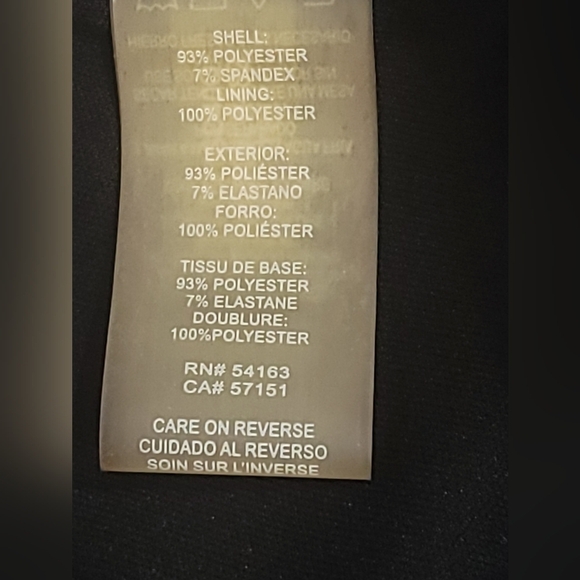 SHELL:
93% POLYESTER
7% SPANDEX
LINING:
100% POLYESTER
EXTERIOR:
93% POLIÉSTER
7% ELASTANO
FORRO:
100% POLIÉSTER
TISSU DE BASE:
93% POLYESTER
7% ELASTANE
DOUBLURE:
100%POLYESTER
RN# 54163
CA# 57151
CARE ON REVERSE
CUIDADO AL REVERSO
SOIN SUR L'INVERSE